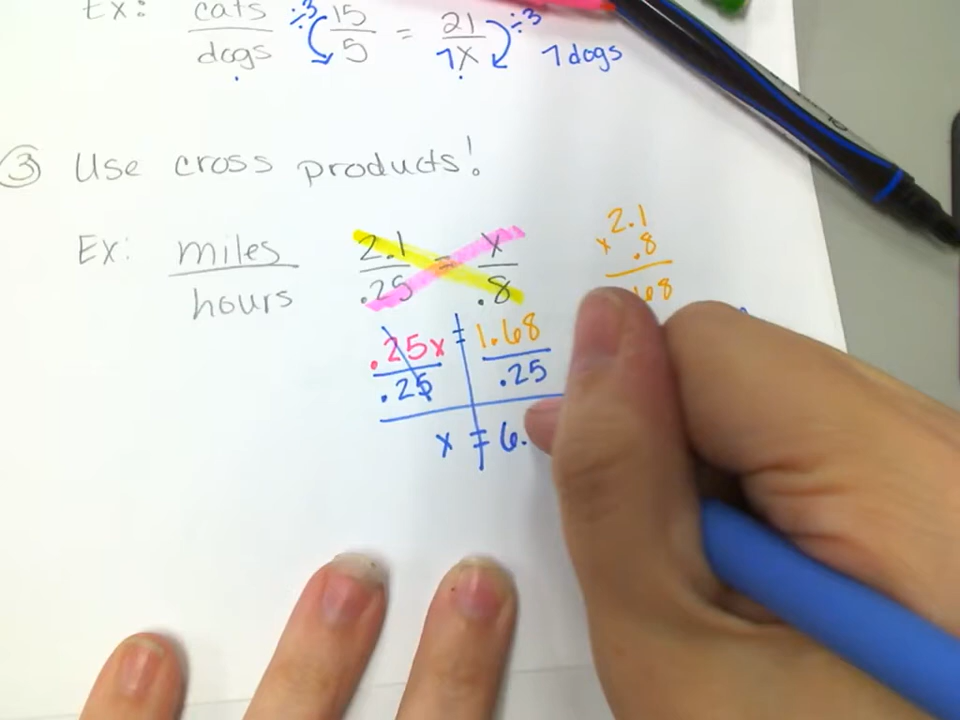 Ex: cats ÷3 15 = 21 ÷3
dogs 5 7x 7 dogs
③ Use cross products!
Ex: miles 2.1 = x
hours .25 .8
2.1
x .8
.25x = 1.68
.25 .25
x = 6.